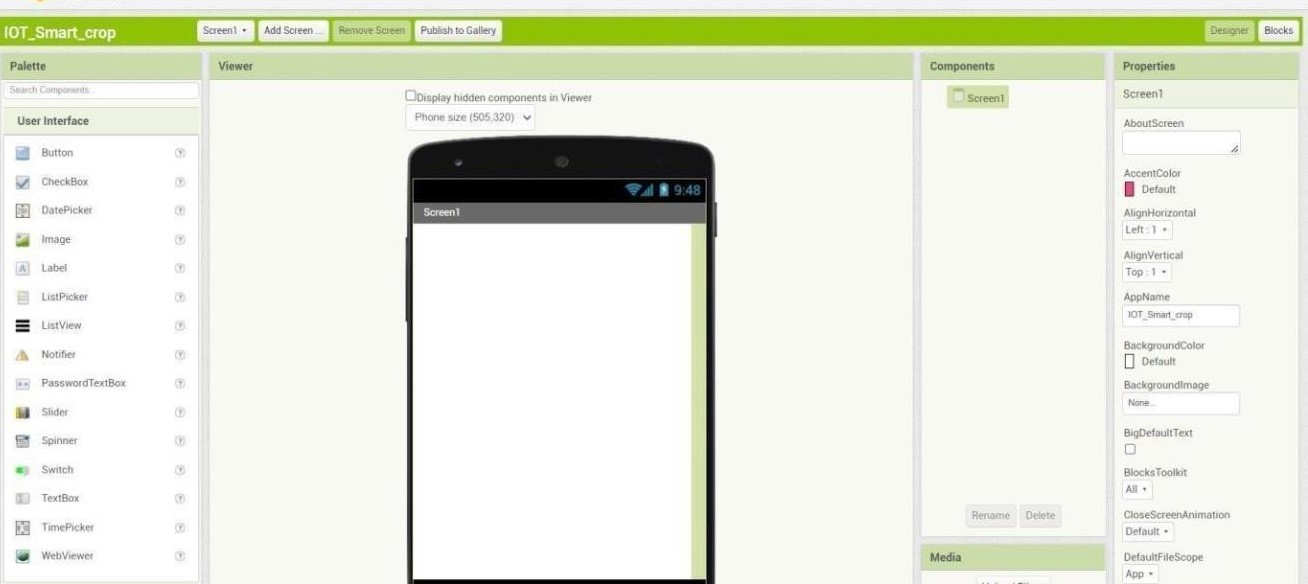 IOT_Smart_crop
Screen1
Add Screen ...
Remove Screen
Publish to Gallery
Designer
Blocks
Palette
Search Components...
User Interface
Button
CheckBox
DatePicker
Image
Label
ListPicker
ListView
Notifier
PasswordTextBox
Slider
Spinner
Switch
TextBox
TimePicker
WebViewer
Viewer
Display hidden components in Viewer
Phone size (505,320)
9:48
Screen1
Components
Screen1
Rename
Delete
Media
Properties
Screen1
AboutScreen
AccentColor
Default
AlignHorizontal
Left : 1
AlignVertical
Top : 1
AppName
IOT_Smart_crop
BackgroundColor
Default
BackgroundImage
None...
BigDefaultText
BlocksToolkit
All
CloseScreenAnimation
Default
DefaultFileScope
App